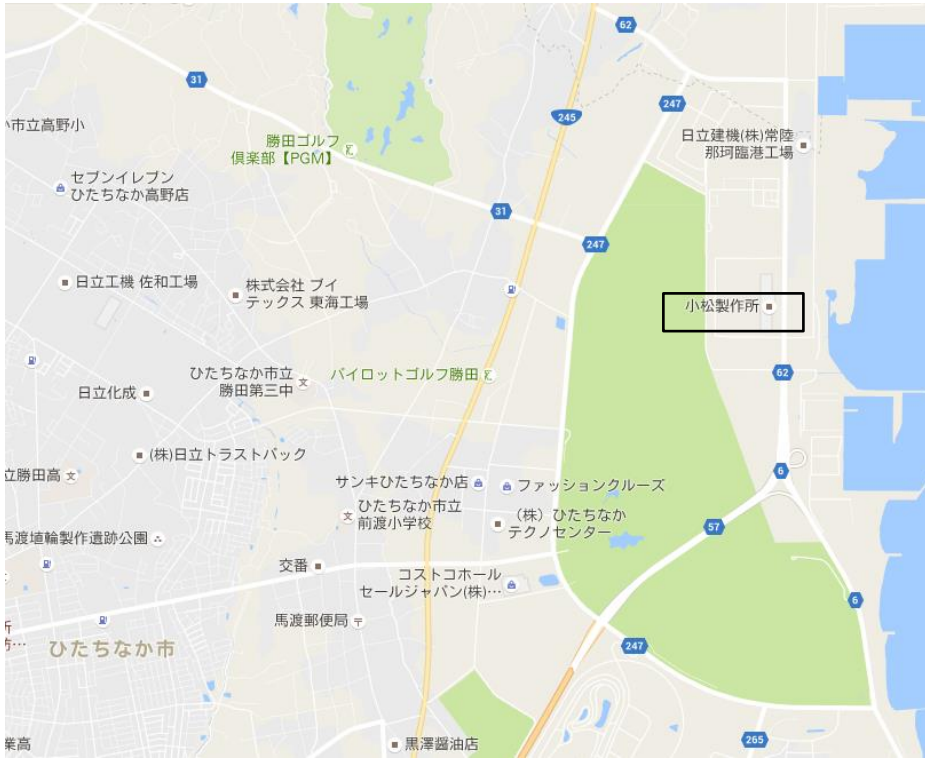 62
31
247
245
い市立高野小
勝田ゴルフ
倶楽部【PGM】
日立建機(株)常陸
那珂臨港工場
セブンイレブン
ひたちなか高野店
31
247
日立工機 佐和工場
株式会社 ブイ
テックス 東海工場
小松製作所
ひたちなか市立
勝田第三中
パイロットゴルフ勝田
62
日立化成
(株)日立トラストパック
立勝田高
文
サンキひたちなか店
ファッションクルーズ
6
ひたちなか市立
前渡小学校
文
(株)ひたちなか
テクノセンター
57
馬渡埴輪製作遺跡公園
交番
コストコホール
セールジャパン(株)…
6
馬渡郵便局
〒
ひたちなか市
247
265
業高
黒澤醤油店